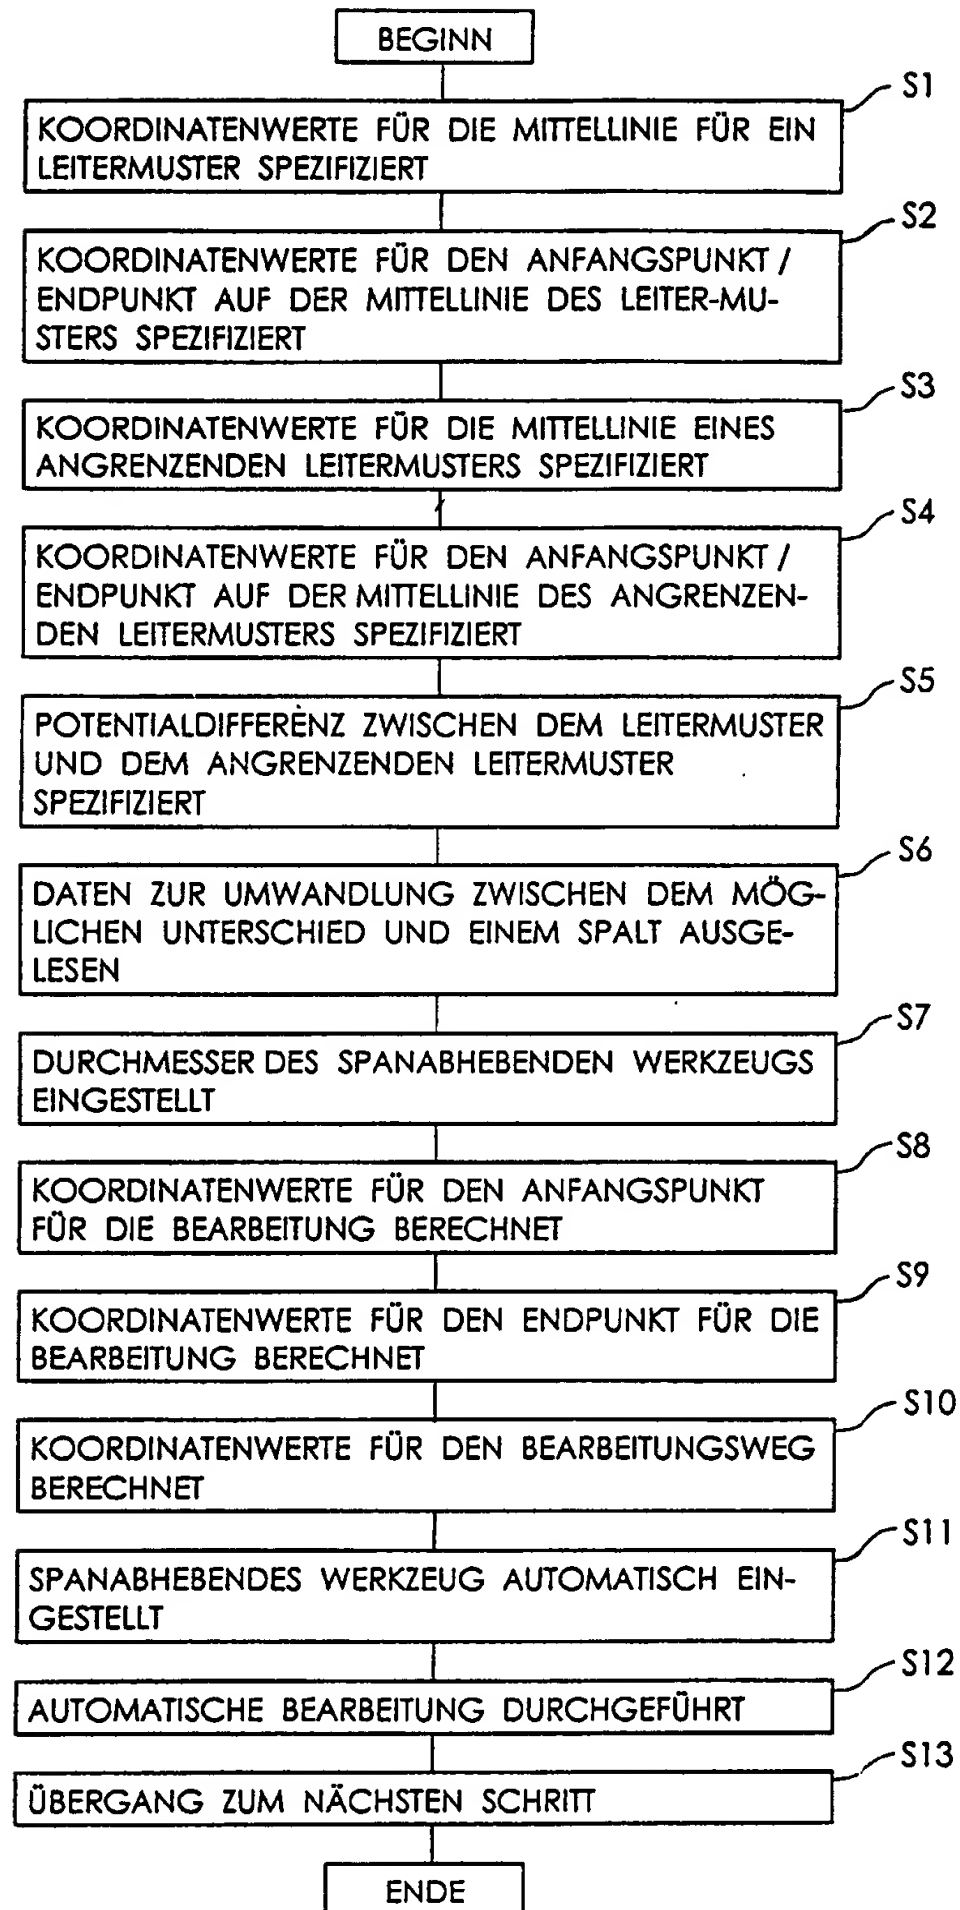 BEGINN
S1
KOORDINATENWERTE FÜR DIE MITTELLINIE FÜR EIN
LEITERMUSTER SPEZIFIZIERT
S2
KOORDINATENWERTE FÜR DEN ANFANGSPUNKT /
ENDPUNKT AUF DER MITTELLINIE DES LEITER-MU-
STERS SPEZIFIZIERT
S3
KOORDINATENWERTE FÜR DIE MITTELLINIE EINES
ANGRENZENDEN LEITERMUSTERS SPEZIFIZIERT
S4
KOORDINATENWERTE FÜR DEN ANFANGSPUNKT /
ENDPUNKT AUF DER MITTELLINIE DES ANGRENZEN-
DEN LEITERMUSTERS SPEZIFIZIERT
S5
POTENTIALDIFFERENZ ZWISCHEN DEM LEITERMUSTER
UND DEM ANGRENZENDEN LEITERMUSTER
SPEZIFIZIERT
S6
DATEN ZUR UMWANDLUNG ZWISCHEN DEM MÖG-
LICHEN UNTERSCHIED UND EINEM SPALT AUSGE-
LESEN
S7
DURCHMESSER DES SPANABHEBENDEN WERKZEUGS
EINGESTELLT
S8
KOORDINATENWERTE FÜR DEN ANFANGSPUNKT
FÜR DIE BEARBEITUNG BERECHNET
S9
KOORDINATENWERTE FÜR DEN ENDPUNKT FÜR DIE
BEARBEITUNG BERECHNET
S10
KOORDINATENWERTE FÜR DEN BEARBEITUNGSWEG
BERECHNET
S11
SPANABHEBENDES WERKZEUG AUTOMATISCH EIN-
GESTELLT
S12
AUTOMATISCHE BEARBEITUNG DURCHGEFÜHRT
S13
ÜBERGANG ZUM NÄCHSTEN SCHRITT
ENDE